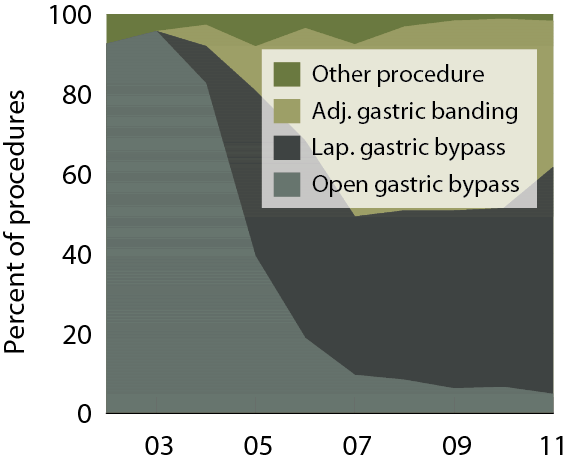 Percent of procedures
100
80
60
40
20
0
Other procedure
Adj. gastric banding
Lap. gastric bypass
Open gastric bypass
03 05 07 09 11